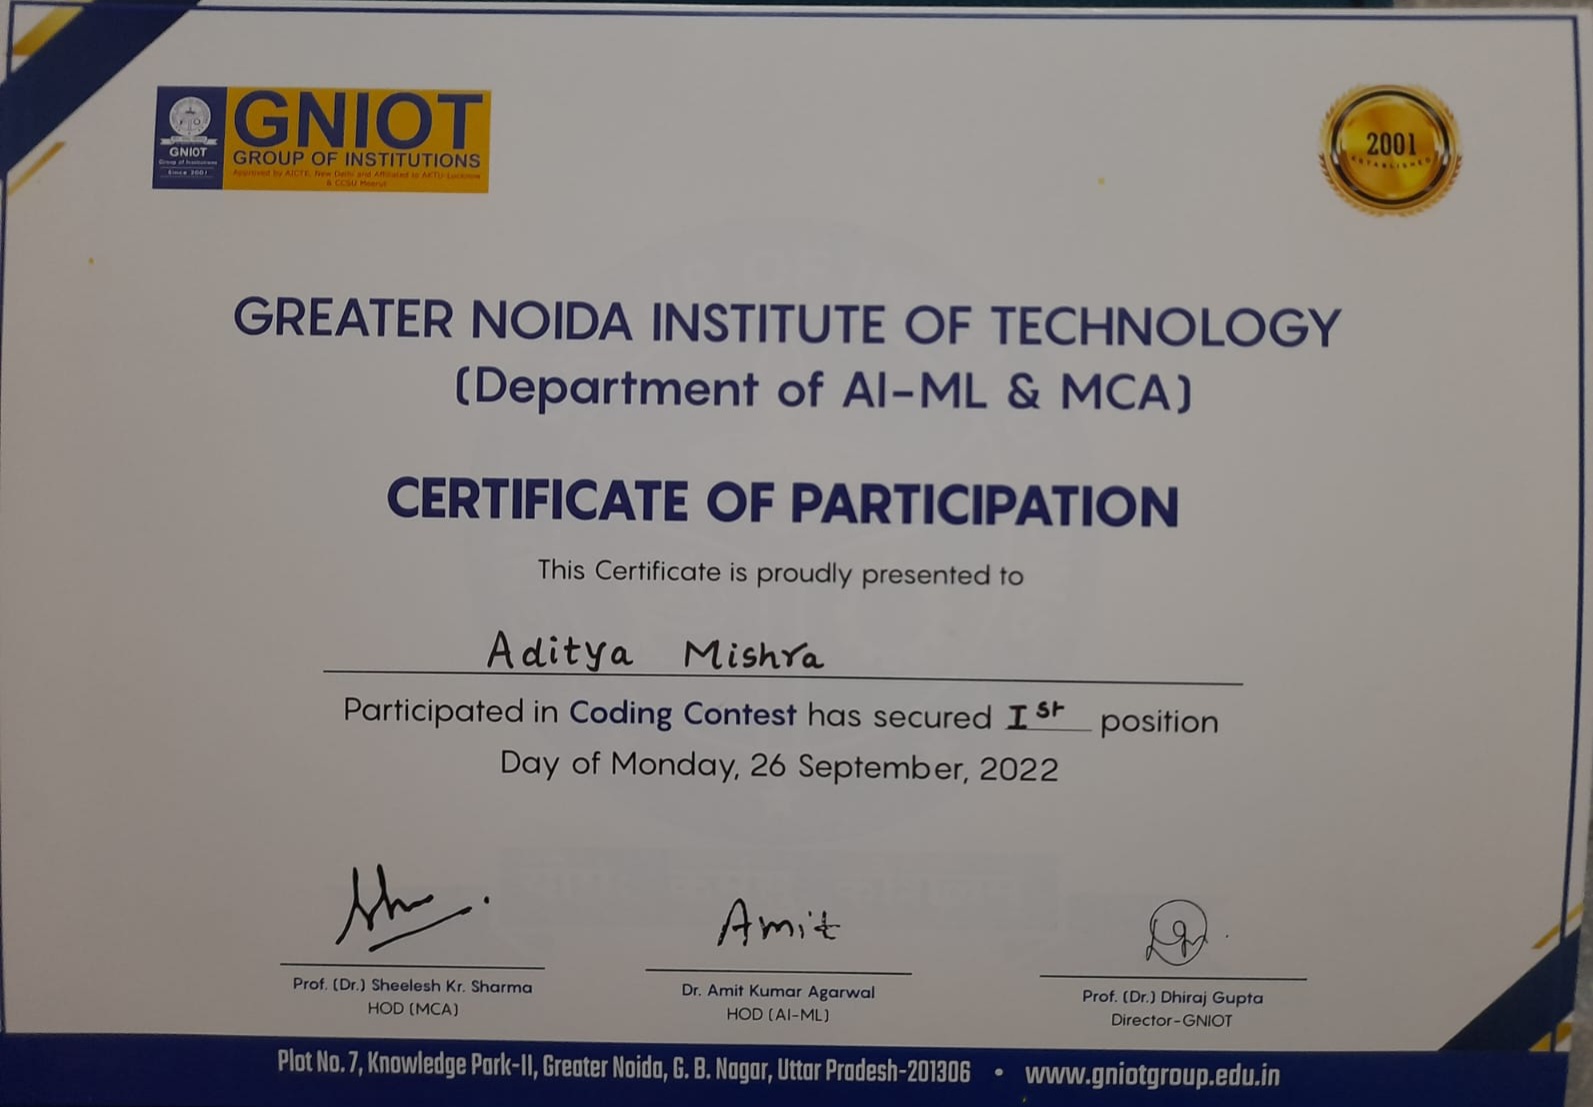 GNIOT
GROUP OF INSTITUTIONS
Approved by AICTE, New Delhi and Affiliated to AKTU Lucknow
& CCSU Meerut
GNIOT
Group of Institutions
Since 2001
2001
ESTABLISHED
GREATER NOIDA INSTITUTE OF TECHNOLOGY
(Department of AI-ML & MCA)
CERTIFICATE OF PARTICIPATION
This Certificate is proudly presented to
Aditya Mishra
Participated in Coding Contest has secured Ist position
Day of Monday, 26 September, 2022
Amit
Prof. (Dr.) Sheelesh Kr. Sharma
HOD (MCA)
Dr. Amit Kumar Agarwal
HOD (AI-ML)
Prof. (Dr.) Dhiraj Gupta
Director-GNIOT
Plot No. 7, Knowledge Park-II, Greater Noida, G. B. Nagar, Uttar Pradesh-201306 • www.gniotgroup.edu.in